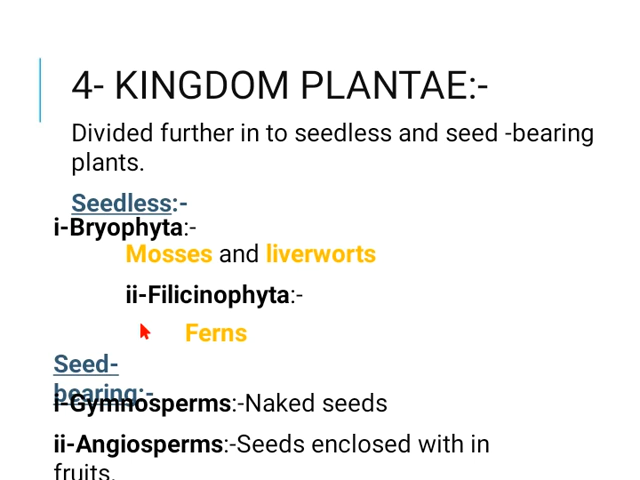 4- KINGDOM PLANTAE:-
Divided further in to seedless and seed -bearing
plants.
Seedless:-
i-Bryophyta:-
Mosses and liverworts
ii-Filicinophyta:-
Ferns
Seed-
bearing:-
i-Gymnosperms:-Naked seeds
ii-Angiosperms:-Seeds enclosed with in
fruits.